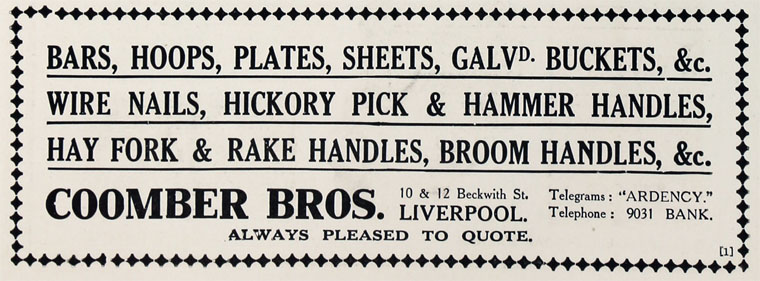 BARS, HOOPS, PLATES, SHEETS, GALVD. BUCKETS, &c.
WIRE NAILS, HICKORY PICK & HAMMER HANDLES,
HAY FORK & RAKE HANDLES, BROOM HANDLES, &c.
COOMBER BROS.
10 & 12 Beckwith St.
LIVERPOOL.
Telegrams: "ARDENCY."
Telephone: 9031 BANK.
ALWAYS PLEASED TO QUOTE.
[1]